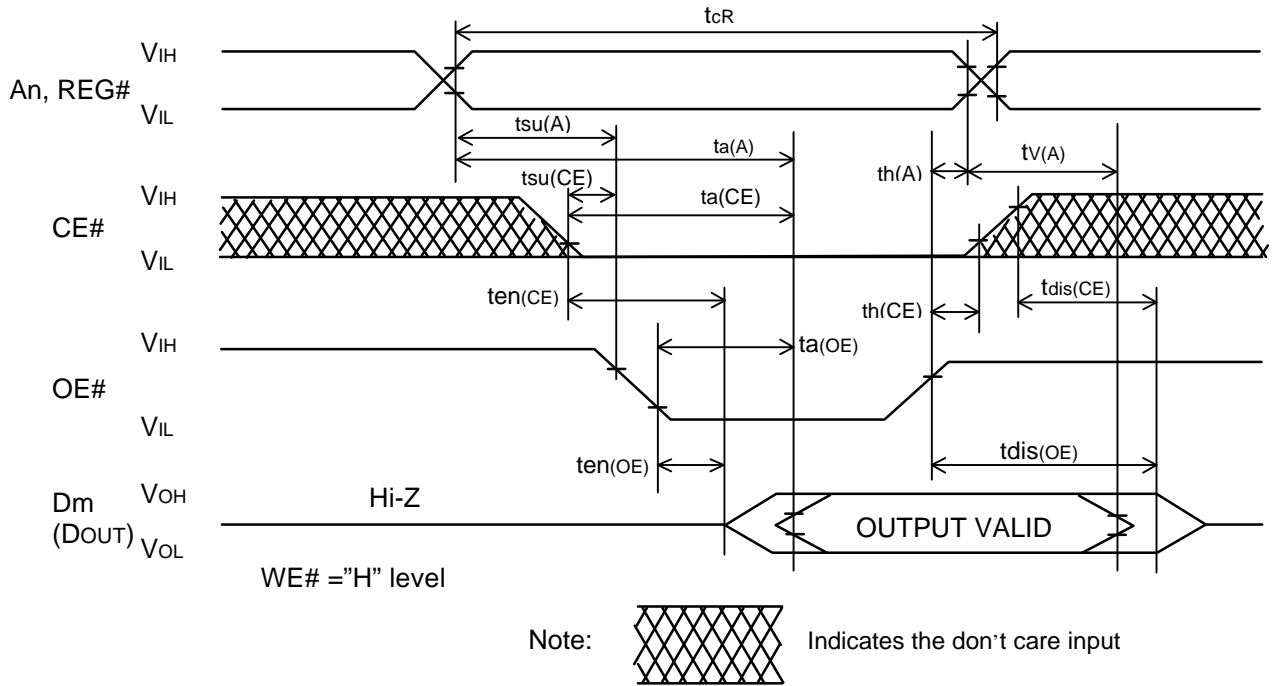 tcR
VIH
An, REG#
VIL
tsu(A)
ta(A)
th(A)
tV(A)
tsu(CE)
VIH
ta(CE)
CE#
VIL
ten(CE)
th(CE)
tdis(CE)
VIH
ta(OE)
OE#
VIL
ten(OE)
tdis(OE)
VOH
Hi-Z
Dm
(DOUT)
OUTPUT VALID
VOL
WE# =”H” level
Note:
Indicates the don’t care input